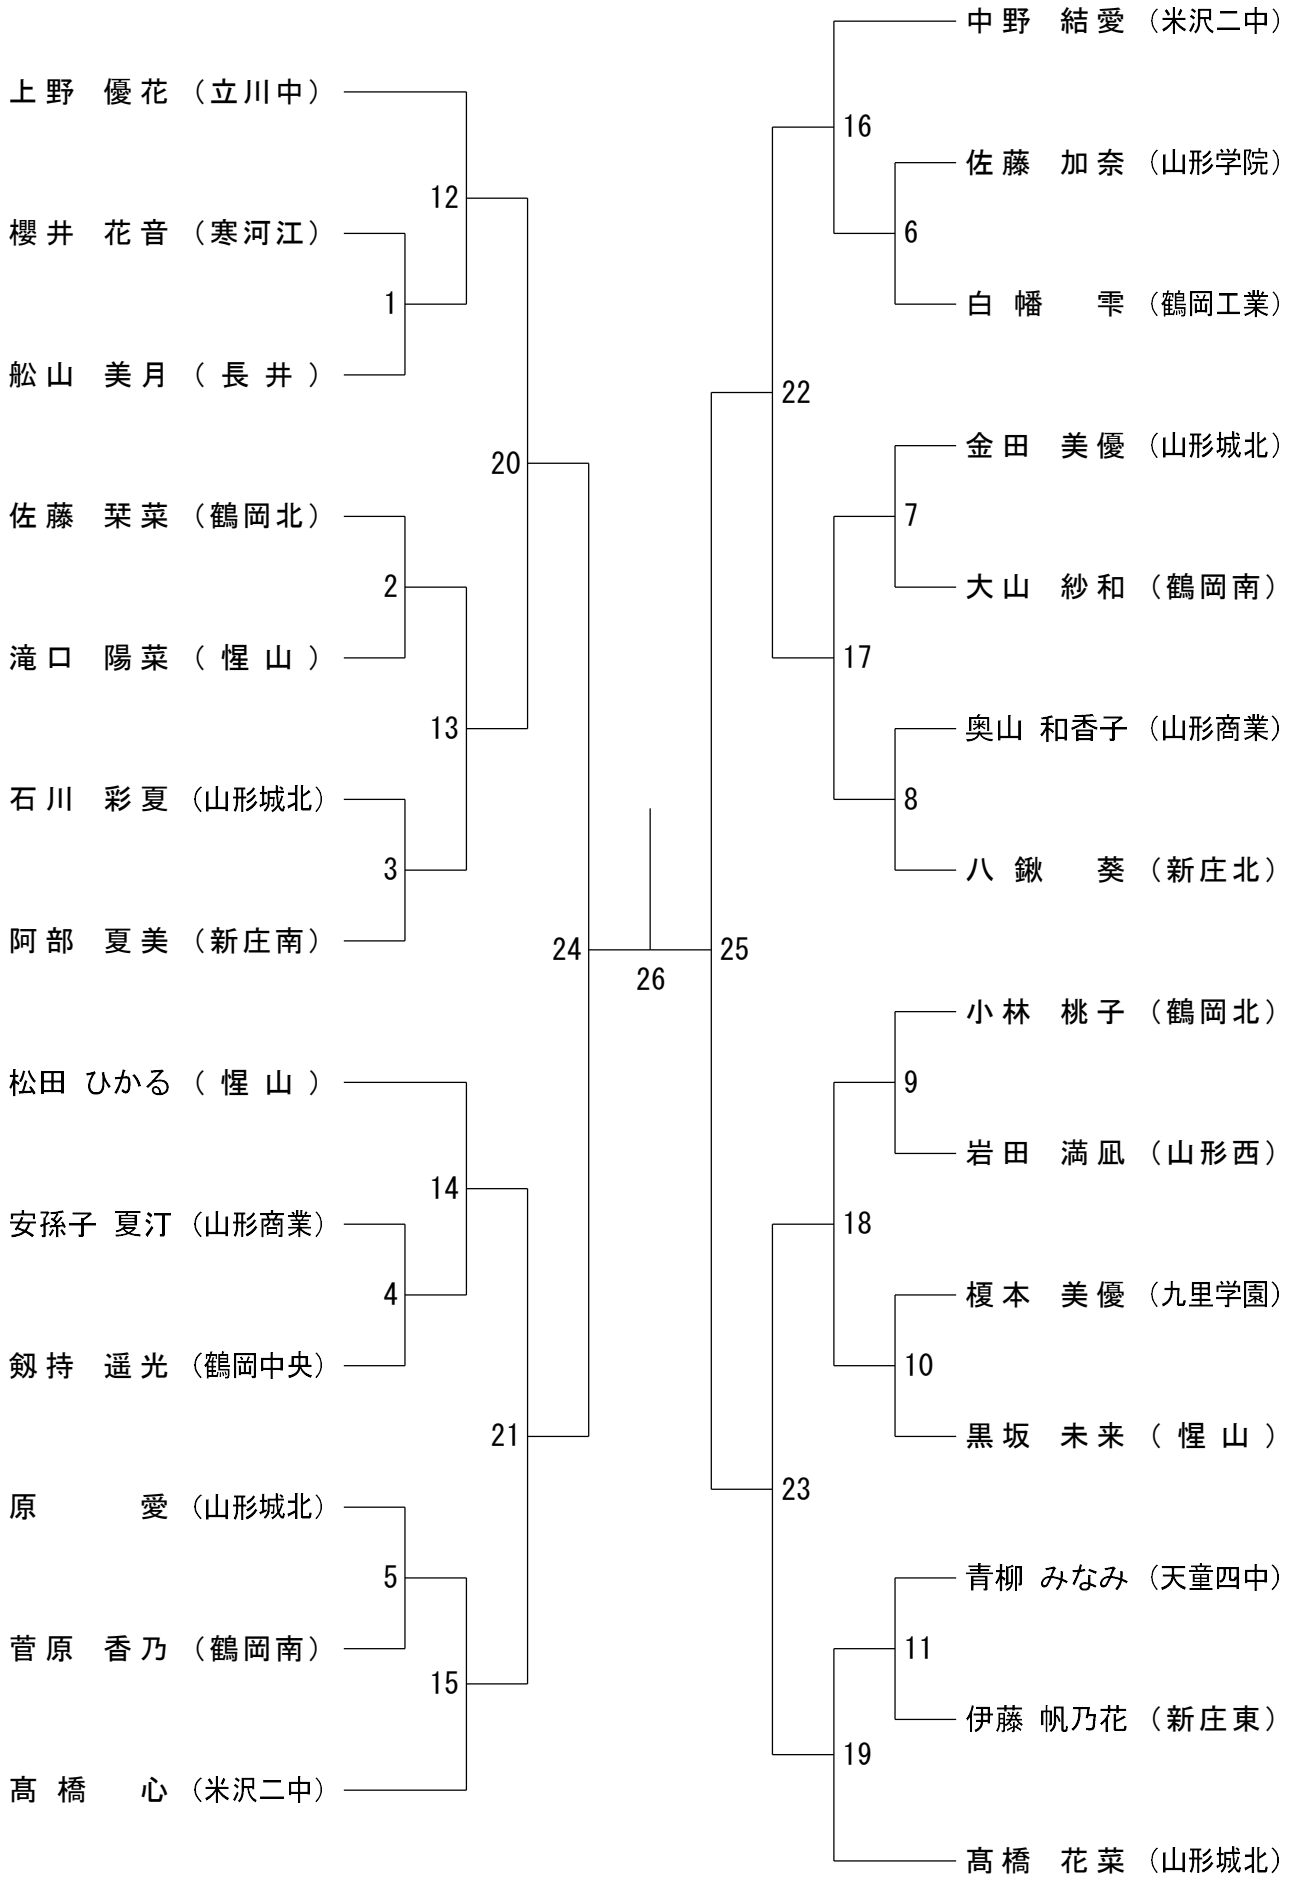 上野 優花 (立川中)
12
櫻井 花音 (寒河江)
1
舩山 美月 (長井)
20
佐藤 栞菜 (鶴岡北)
2
滝口 陽菜 (惺山)
13
石川 彩夏 (山形城北)
3
阿部 夏美 (新庄南)
24
松田 ひかる (惺山)
14
安孫子 夏汀 (山形商業)
4
剱持 遥光 (鶴岡中央)
21
原 愛 (山形城北)
5
菅原 香乃 (鶴岡南)
15
髙橋 心 (米沢二中)
26
中野 結愛 (米沢二中)
16
佐藤 加奈 (山形学院)
6
白幡 雫 (鶴岡工業)
22
金田 美優 (山形城北)
7
大山 紗和 (鶴岡南)
17
奥山 和香子 (山形商業)
8
八鍬 葵 (新庄北)
25
小林 桃子 (鶴岡北)
9
岩田 満凪 (山形西)
18
榎本 美優 (九里学園)
10
黒坂 未来 (惺山)
23
青柳 みなみ (天童四中)
11
伊藤 帆乃花 (新庄東)
19
髙橋 花菜 (山形城北)